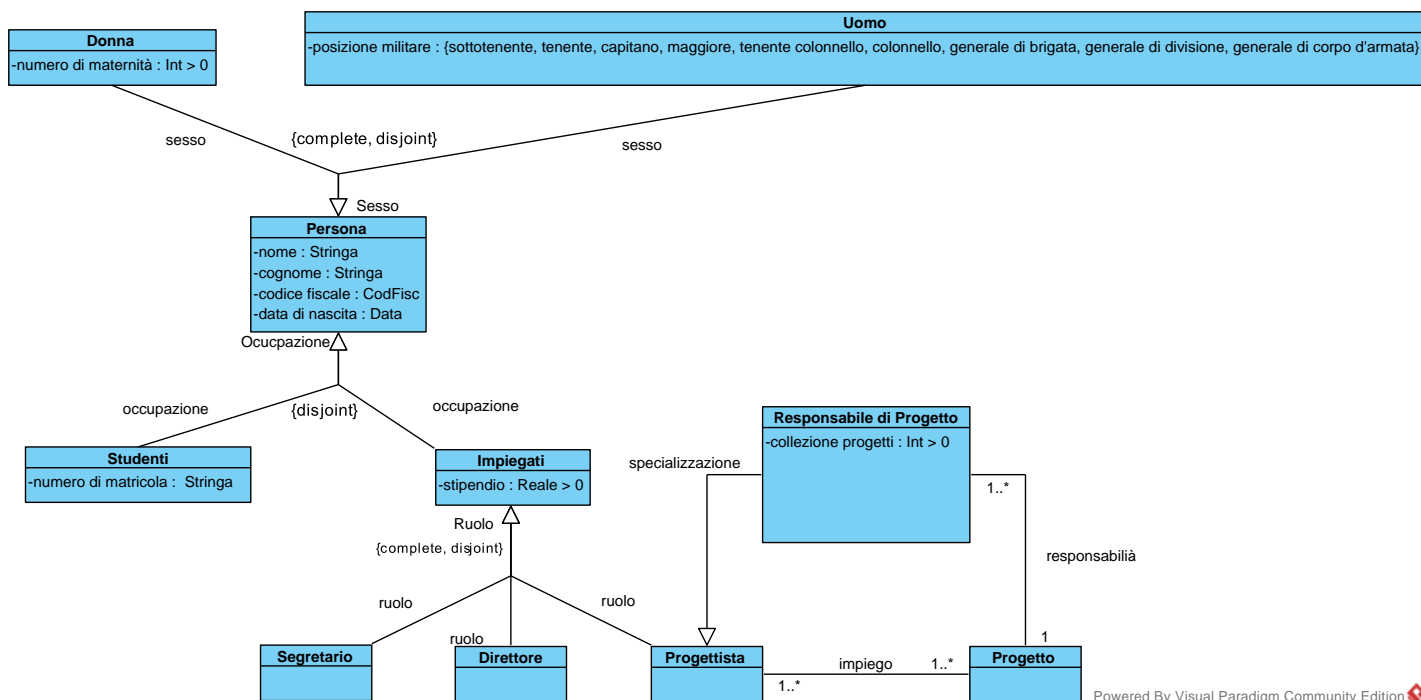 Donna
-numero di maternità : Int > 0
Uomo
-posizione militare : {sottotenente, tenente, capitano, maggiore, tenente colonnello, colonnello, generale di brigata, generale di divisione, generale di corpo d'armata}
sesso
{complete, disjoint}
sesso
Sesso
Persona
-nome : Stringa
-cognome : Stringa
-codice fiscale : CodFisc
-data di nascita : Data
Ocucpazione
occupazione
{disjoint}
occupazione
Studenti
-numero di matricola :  Stringa
Impiegati
-stipendio : Reale > 0
Responsabile di Progetto
-collezione progetti : Int > 0
specializzazione
1..*
Ruolo
{complete, disjoint}
responsabilià
ruolo
ruolo
ruolo
1
Segretario
Direttore
Progettista
impiego
1..*
1..*
Progetto
Powered By Visual Paradigm Community Edition